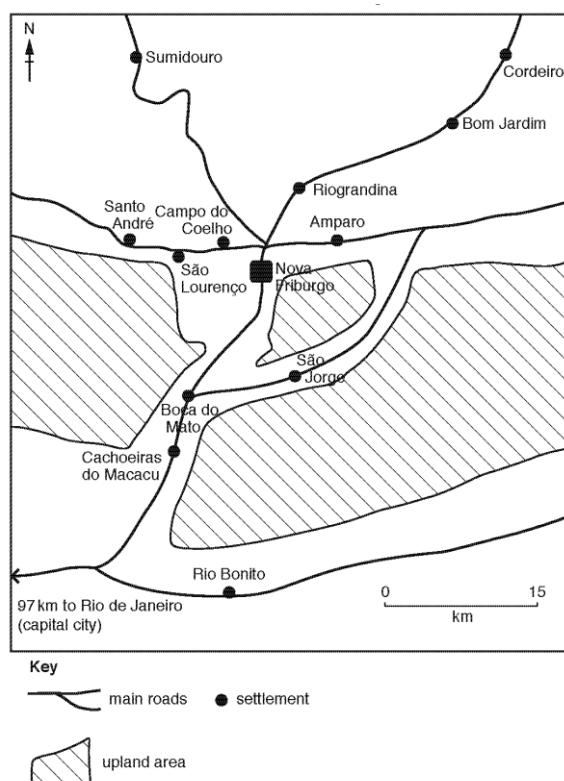 N
Sumidouro
Cordeiro
Bom Jardim
Riograndina
Santo
André
Campo do
Coelho
Amparo
São
Lourenço
Nova
Friburgo
São
Jorge
Boca do
Mato
Cachoeiras
do Macacu
Rio Bonito
97 km to Rio de Janeiro
(capital city)
0 15
km
Key
main roads
settlement
upland area